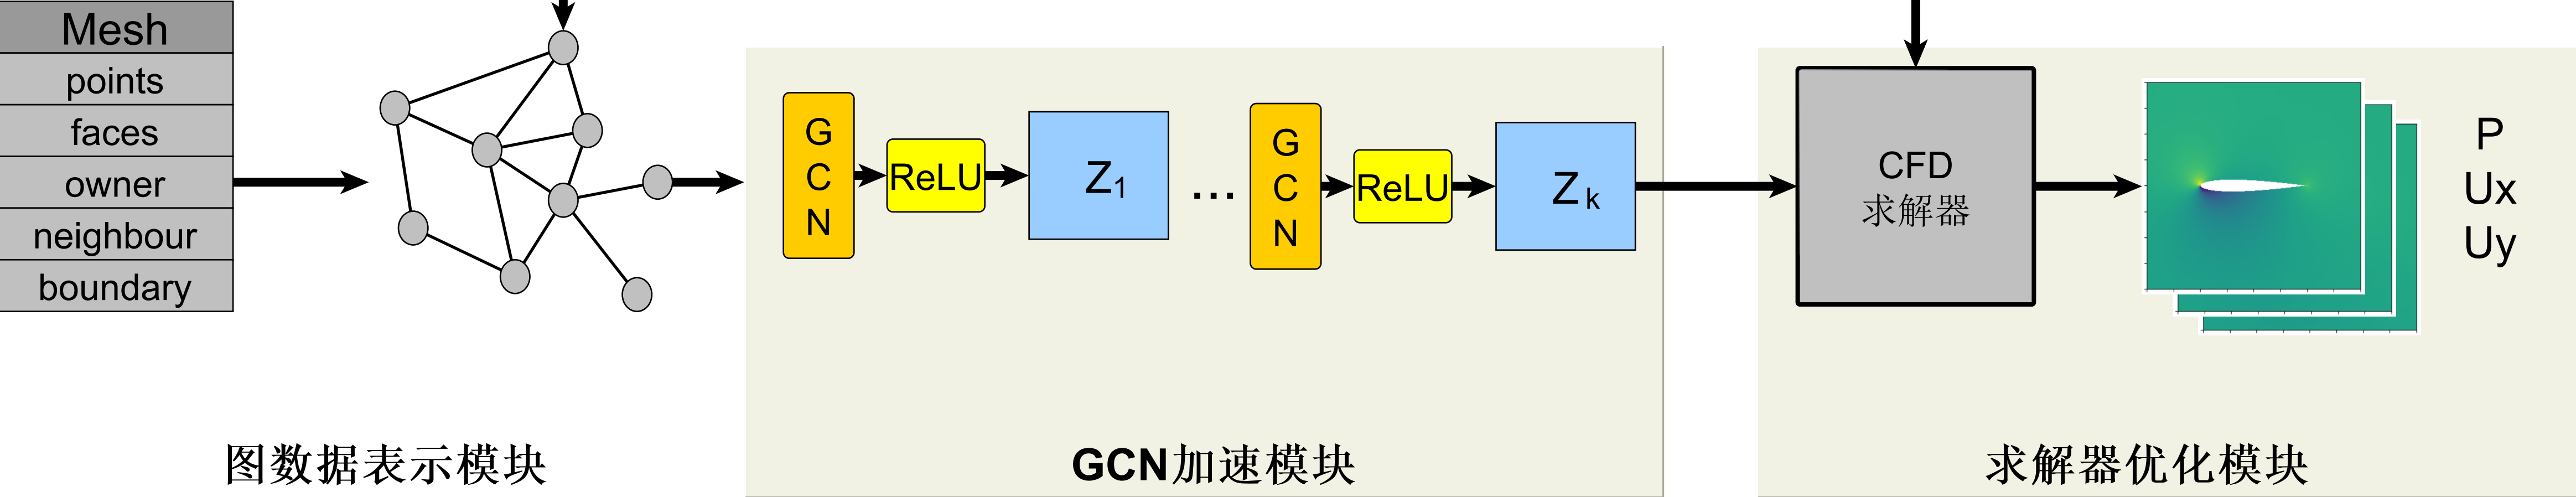 Mesh
points
faces
owner
neighbour
boundary
图数据表示模块
G
C
N
ReLU
Z1
...
G
C
N
ReLU
Zk
GCN加速模块
CFD
求解器
P
Ux
Uy
求解器优化模块